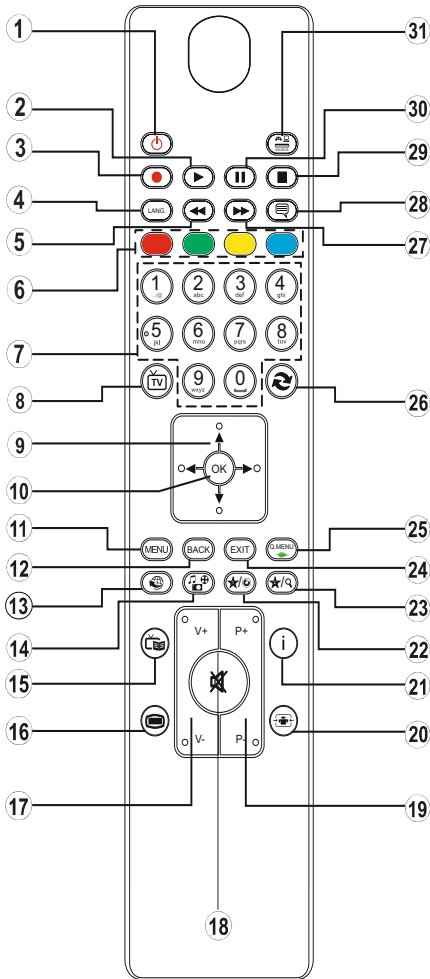 1
31
2
30
3
29
4
LANG.
28
5
27
6
1
.,/@
2
abc
3
def
4
ghi
5
jkl
6
mno
7
pqrs
8
tuv
7
8
TV
9
wxyz
0
26
9
10
OK
11
MENU
BACK
EXIT
Q.MENU
25
12
24
13
23
14
22
V+
P+
15
i
21
16
20
V-
P-
17
19
18